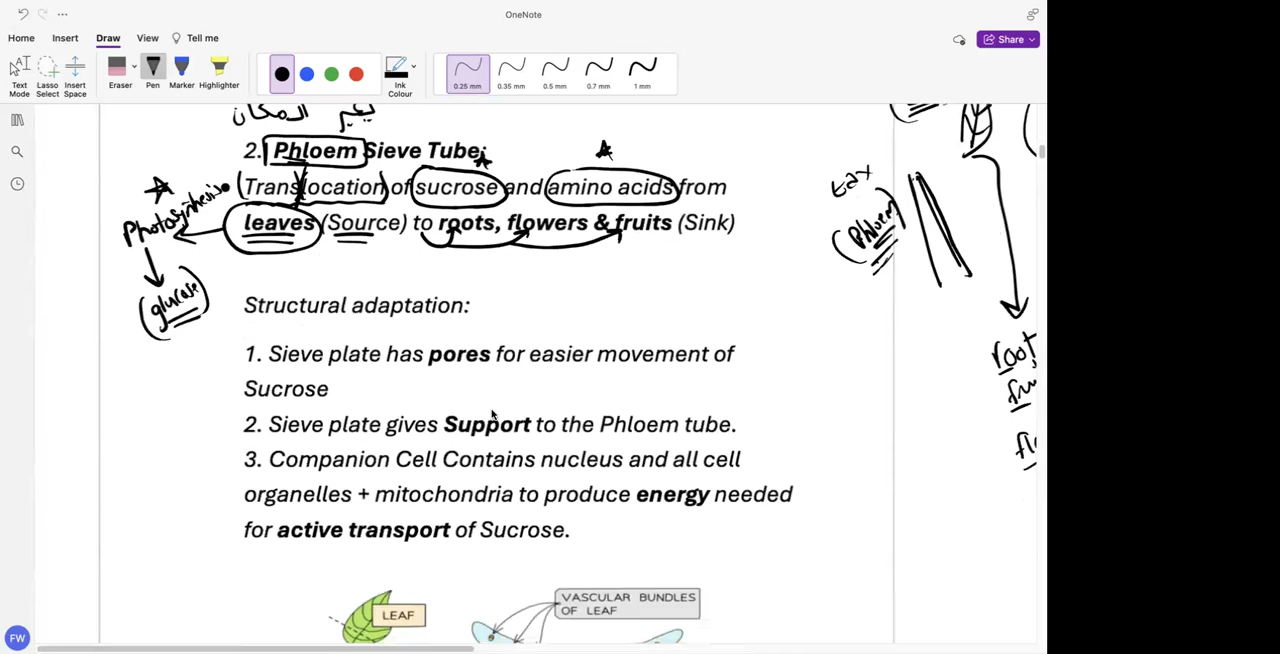 OneNote
Home Insert Draw View Tell me
Share
Text Mode
Lasso Select
Insert Space
Eraser
Pen
Marker
Highlighter
0.25 mm
0.35 mm
0.5 mm
0.7 mm
1 mm
Ink Colour
المكان
2. Phloem Sieve Tube:
Translocation of sucrose and amino acids from
leaves (Source) to roots, flowers & fruits (Sink)
Photosynthesis
(glucose)
(Phloem)
root
Structural adaptation:
1. Sieve plate has pores for easier movement of
Sucrose
2. Sieve plate gives Support to the Phloem tube.
3. Companion Cell Contains nucleus and all cell
organelles + mitochondria to produce energy needed
for active transport of Sucrose.
LEAF
VASCULAR BUNDLES
OF LEAF
FW